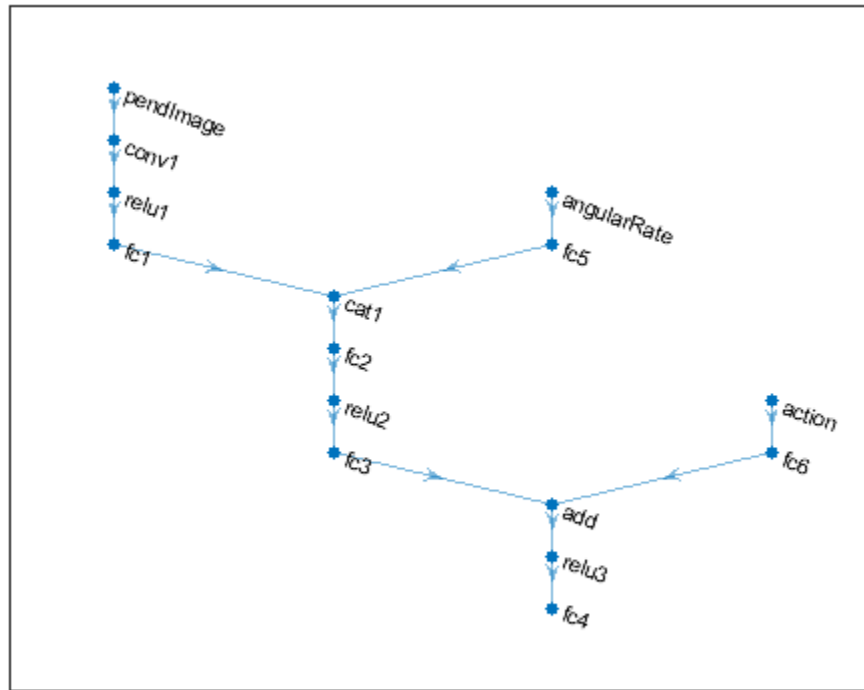 pendImage
conv1
relu1
fc1
angularRate
fc5
cat1
fc2
relu2
fc3
action
fc6
add
relu3
fc4